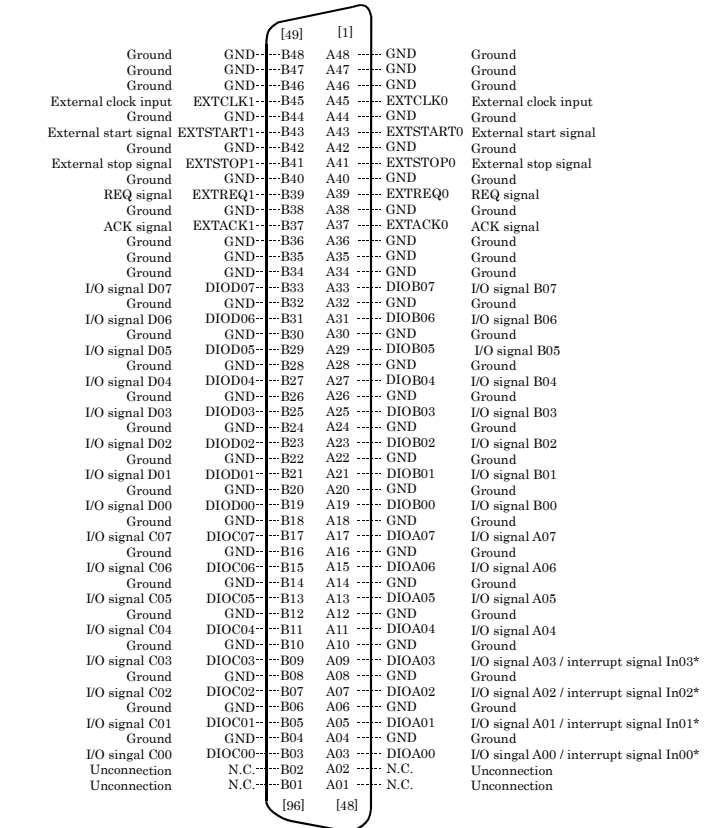 [49] [1]
Ground GND B48 A48 GND Ground
Ground GND B47 A47 GND Ground
Ground GND B46 A46 GND Ground
External clock input EXTCLK1 B45 A45 EXTCLK0 External clock input
Ground GND B44 A44 GND Ground
External start signal EXTSTART1 B43 A43 EXTSTART0 External start signal
Ground GND B42 A42 GND Ground
External stop signal EXTSTOP1 B41 A41 EXTSTOP0 External stop signal
Ground GND B40 A40 GND Ground
REQ signal EXTREQ1 B39 A39 EXTREQ0 REQ signal
Ground GND B38 A38 GND Ground
ACK signal EXTACK1 B37 A37 EXTACK0 ACK signal
Ground GND B36 A36 GND Ground
Ground GND B35 A35 GND Ground
Ground GND B34 A34 GND Ground
I/O signal D07 DIOD07 B33 A33 DIOB07 I/O signal B07
Ground GND B32 A32 GND Ground
I/O signal D06 DIOD06 B31 A31 DIOB06 I/O signal B06
Ground GND B30 A30 GND Ground
I/O signal D05 DIOD05 B29 A29 DIOB05 I/O signal B05
Ground GND B28 A28 GND Ground
I/O signal D04 DIOD04 B27 A27 DIOB04 I/O signal B04
Ground GND B26 A26 GND Ground
I/O signal D03 DIOD03 B25 A25 DIOB03 I/O signal B03
Ground GND B24 A24 GND Ground
I/O signal D02 DIOD02 B23 A23 DIOB02 I/O signal B02
Ground GND B22 A22 GND Ground
I/O signal D01 DIOD01 B21 A21 DIOB01 I/O signal B01
Ground GND B20 A20 GND Ground
I/O signal D00 DIOD00 B19 A19 DIOB00 I/O signal B00
Ground GND B18 A18 GND Ground
I/O signal C07 DIOC07 B17 A17 DIOA07 I/O signal A07
Ground GND B16 A16 GND Ground
I/O signal C06 DIOC06 B15 A15 DIOA06 I/O signal A06
Ground GND B14 A14 GND Ground
I/O signal C05 DIOC05 B13 A13 DIOA05 I/O signal A05
Ground GND B12 A12 GND Ground
I/O signal C04 DIOC04 B11 A11 DIOA04 I/O signal A04
Ground GND B10 A10 GND Ground
I/O signal C03 DIOC03 B09 A09 DIOA03 I/O signal A03 / interrupt signal In03*
Ground GND B08 A08 GND Ground
I/O signal C02 DIOC02 B07 A07 DIOA02 I/O signal A02 / interrupt signal In02*
Ground GND B06 A06 GND Ground
I/O signal C01 DIOC01 B05 A05 DIOA01 I/O signal A01 / interrupt signal In01*
Ground GND B04 A04 GND Ground
I/O singal C00 DIOC00 B03 A03 DIOA00 I/O singal A00 / interrupt signal In00*
Unconnection N.C. B02 A02 N.C. Unconnection
Unconnection N.C. B01 A01 N.C. Unconnection
[96] [48]